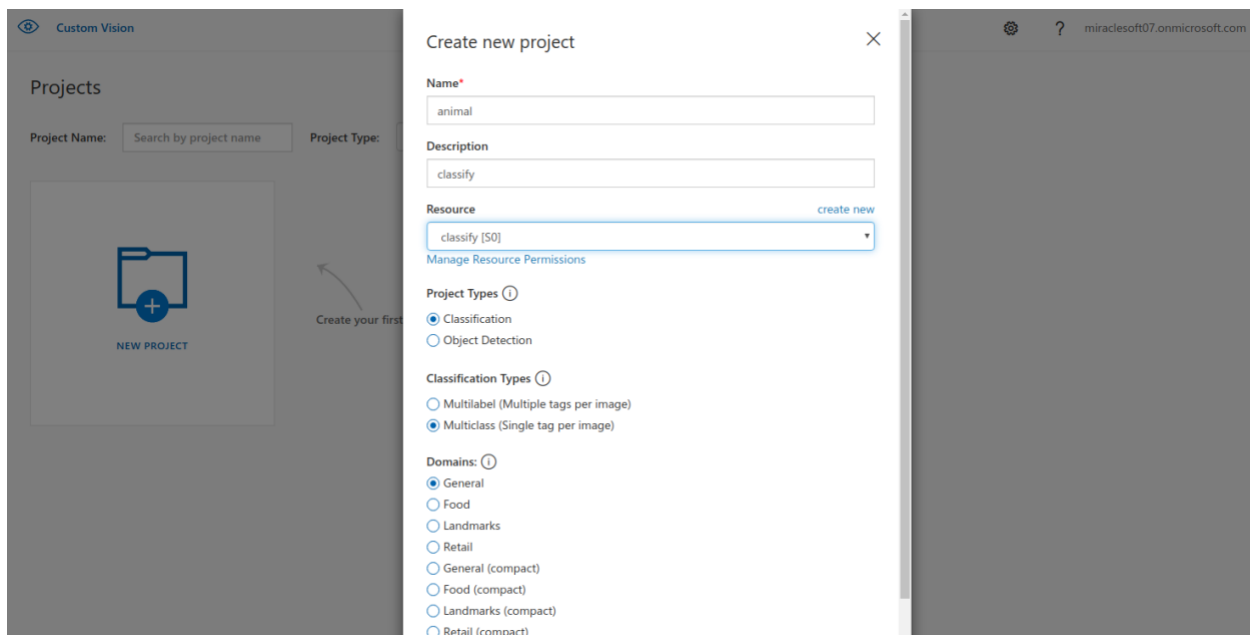 Custom Vision
miraclesoft07.onmicrosoft.com
Projects
Project Name:
Search by project name
Project Type:
NEW PROJECT
Create your first
Create new project
Name*
animal
Description
classify
Resource
create new
classify [S0]
Manage Resource Permissions
Project Types
Classification
Object Detection
Classification Types
Multilabel (Multiple tags per image)
Multiclass (Single tag per image)
Domains:
General
Food
Landmarks
Retail
General (compact)
Food (compact)
Landmarks (compact)
Retail (compact)